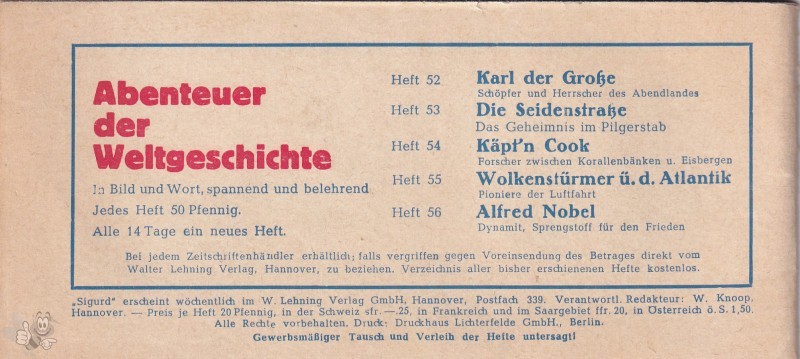 Abenteuer
der
Weltgeschichte
In Bild und Wort, spannend und belehrend
Jedes Heft 50 Pfennig.
Alle 14 Tage ein neues Heft.
Heft 52 Karl der Große
Schöpfer und Herrscher des Abendlandes
Heft 53 Die Seidenstraße
Das Geheimnis im Pilgerstab
Heft 54 Käpt'n Cook
Forscher zwischen Korallenbänken u. Eisbergen
Heft 55 Wolkenstürmer ü. d. Atlantik
Pioniere der Luftfahrt
Heft 56 Alfred Nobel
Dynamit, Sprengstoff für den Frieden
Bei jedem Zeitschriftenhändler erhältlich; falls vergriffen gegen Voreinsendung des Betrages direkt vom
Walter Lehning Verlag, Hannover, zu beziehen. Verzeichnis aller bisher erschienenen Hefte kostenlos.
„Sigurd" erscheint wöchentlich im W. Lehning Verlag GmbH, Hannover, Postfach 339. Verantwortl. Redakteur: W. Knoop,
Hannover. — Preis je Heft 20 Pfennig, in der Schweiz sfr. —.25, in Frankreich und im Saargebiet ffr. 20, in Österreich ö. S. 1,50.
Alle Rechte vorbehalten. Druck: Druckhaus Lichterfelde GmbH., Berlin.
Gewerbsmäßiger Tausch und Verleih der Hefte untersagt!